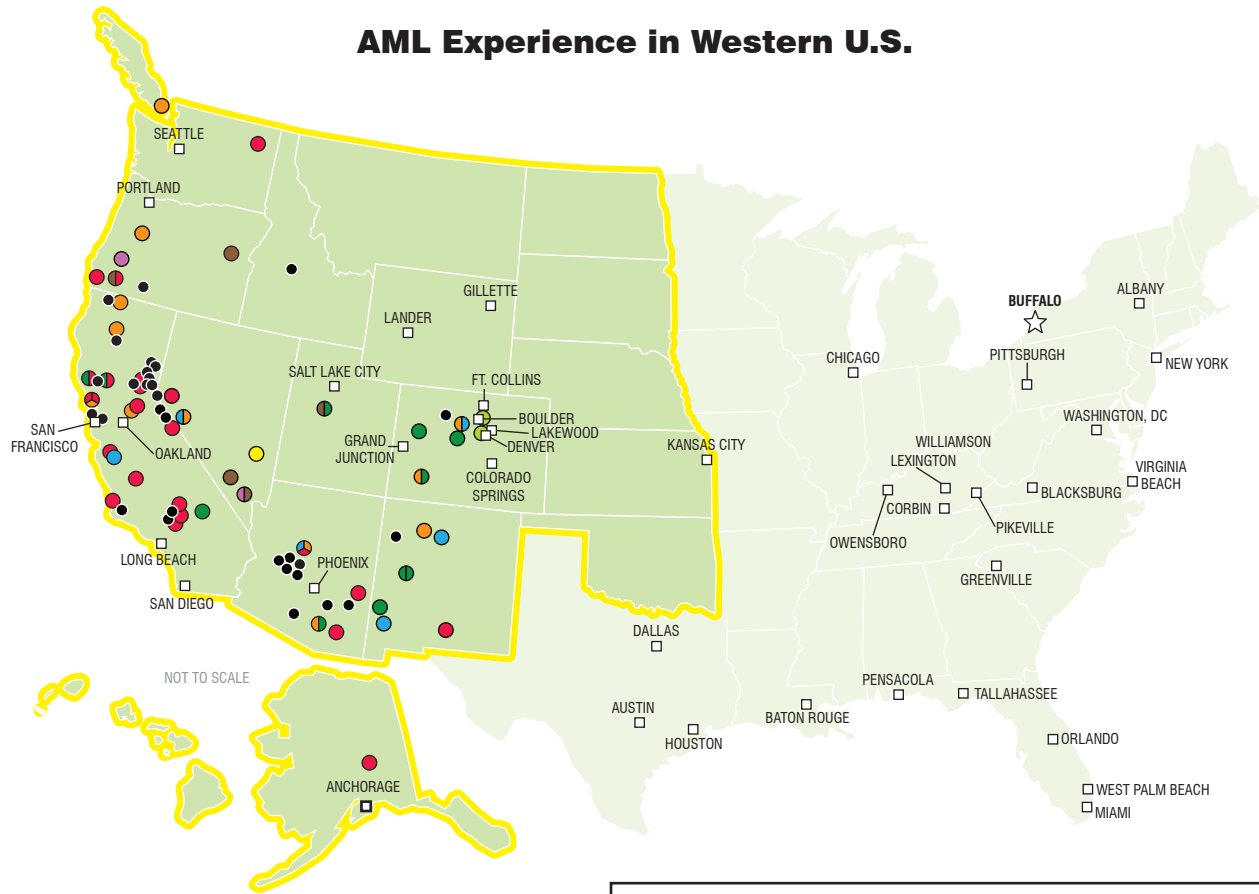 AML Experience in Western U.S.
SEATTLE
PORTLAND
GILLETTE
LANDER
SALT LAKE CITY
FT. COLLINS
BOULDER
LAKEWOOD
DENVER
GRAND
JUNCTION
COLORADO
SPRINGS
KANSAS CITY
SAN
FRANCISCO
OAKLAND
LONG BEACH
SAN DIEGO
PHOENIX
NOT TO SCALE
ANCHORAGE
BUFFALO
ALBANY
CHICAGO
PITTSBURGH
NEW YORK
WASHINGTON, DC
WILLIAMSON
LEXINGTON
VIRGINIA
BEACH
BLACKSBURG
CORBIN
PIKEVILLE
OWENSBORO
GREENVILLE
DALLAS
PENSACOLA
TALLAHASSEE
AUSTIN
BATON ROUGE
HOUSTON
ORLANDO
WEST PALM BEACH
MIAMI